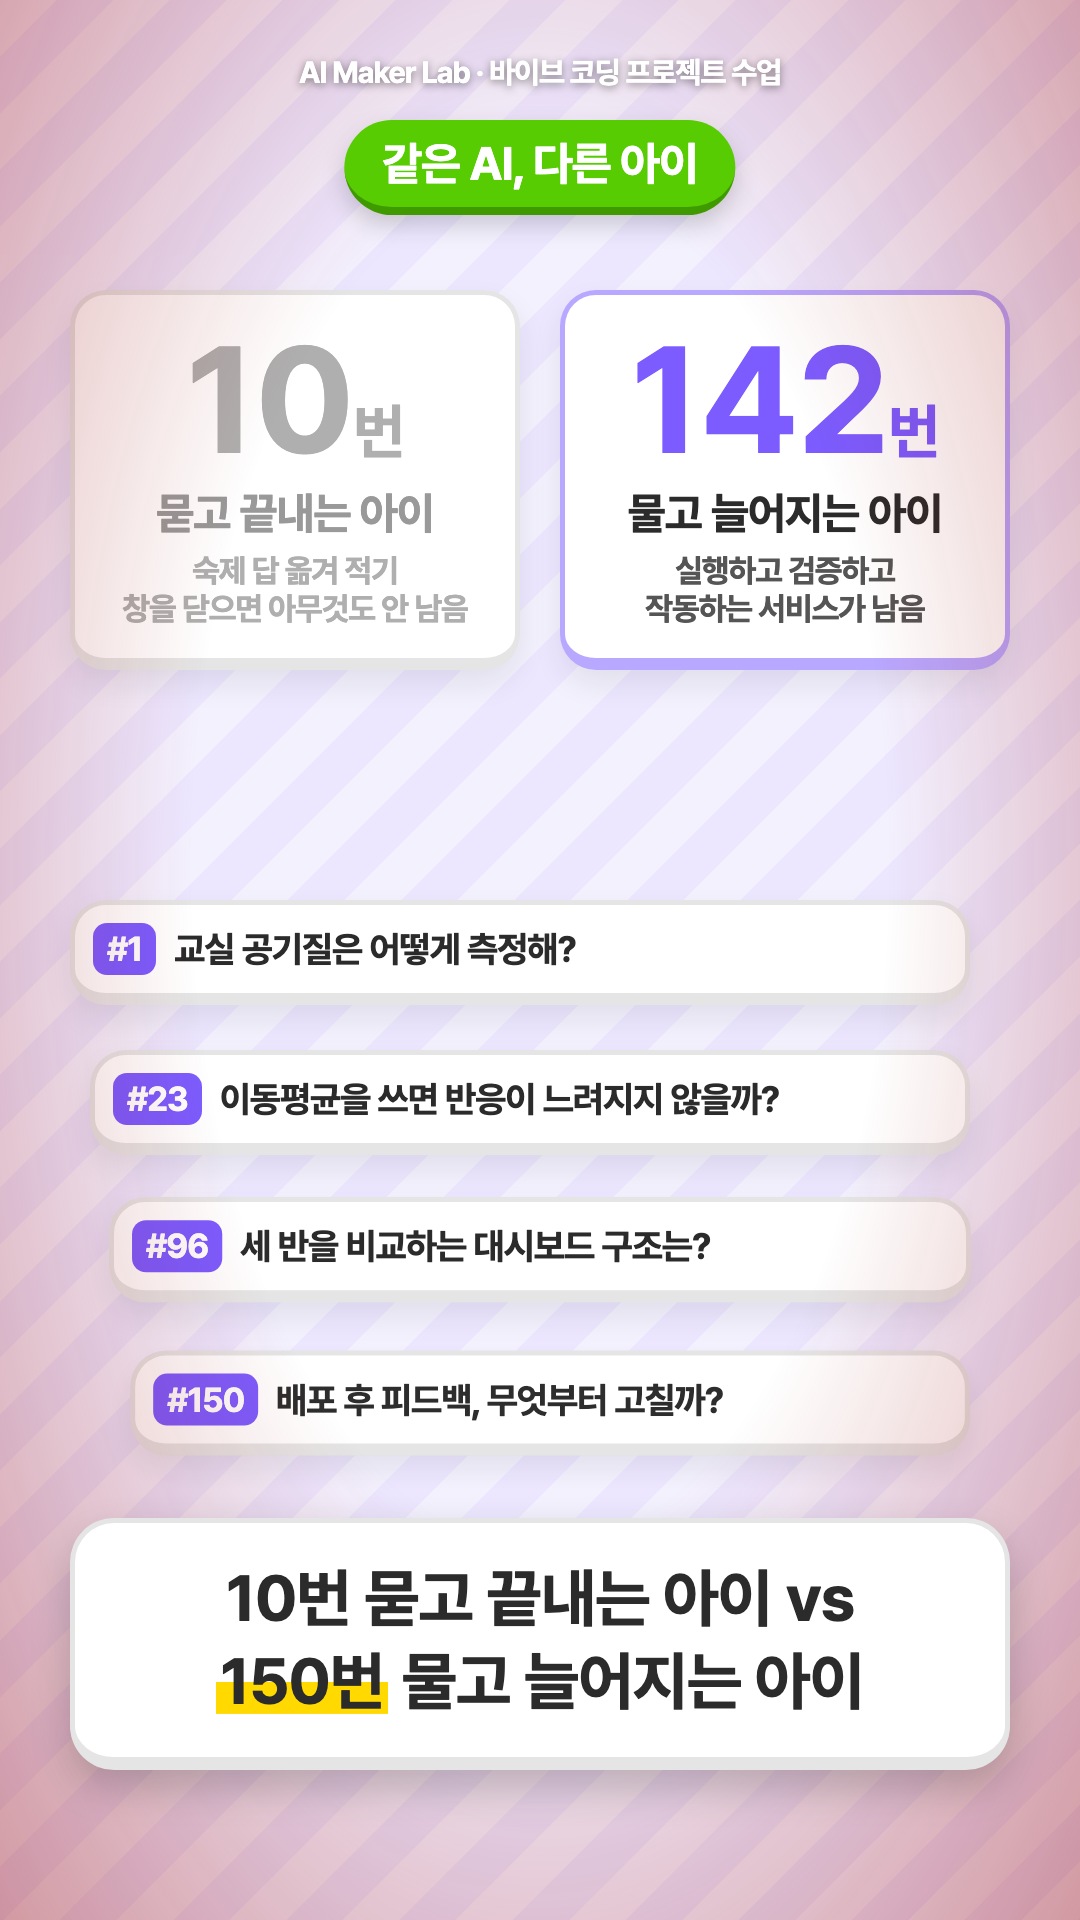 AI Maker Lab · 바이브 코딩 프로젝트 수업
같은 AI, 다른 아이
10번
묻고 끝내는 아이
숙제 답 옮겨 적기
창을 닫으면 아무것도 안 남음
142번
물고 늘어지는 아이
실행하고 검증하고
작동하는 서비스가 남음
#1 교실 공기질은 어떻게 측정해?
#23 이동평균을 쓰면 반응이 느려지지 않을까?
#96 세 반을 비교하는 대시보드 구조는?
#150 배포 후 피드백, 무엇부터 고칠까?
10번 묻고 끝내는 아이 vs
150번 물고 늘어지는 아이